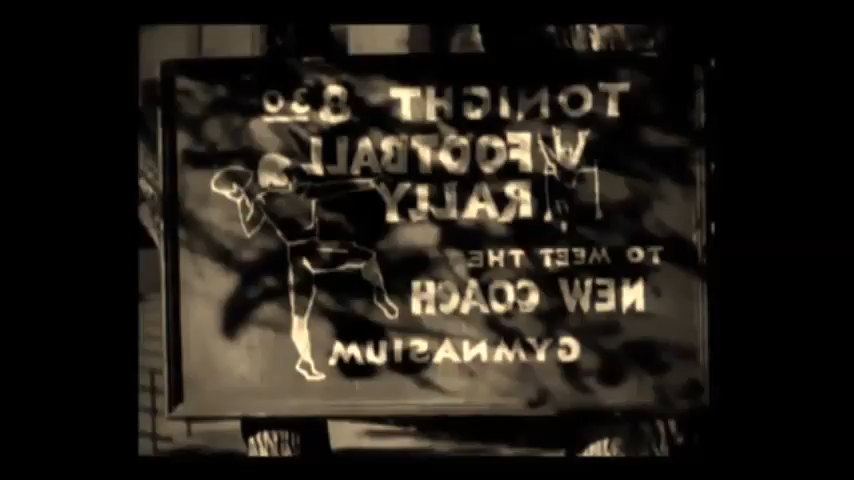 TONIGHT 8 30
FOOTBALL
RALLY
TO MEET THE
NEW COACH
GYMNASIUM